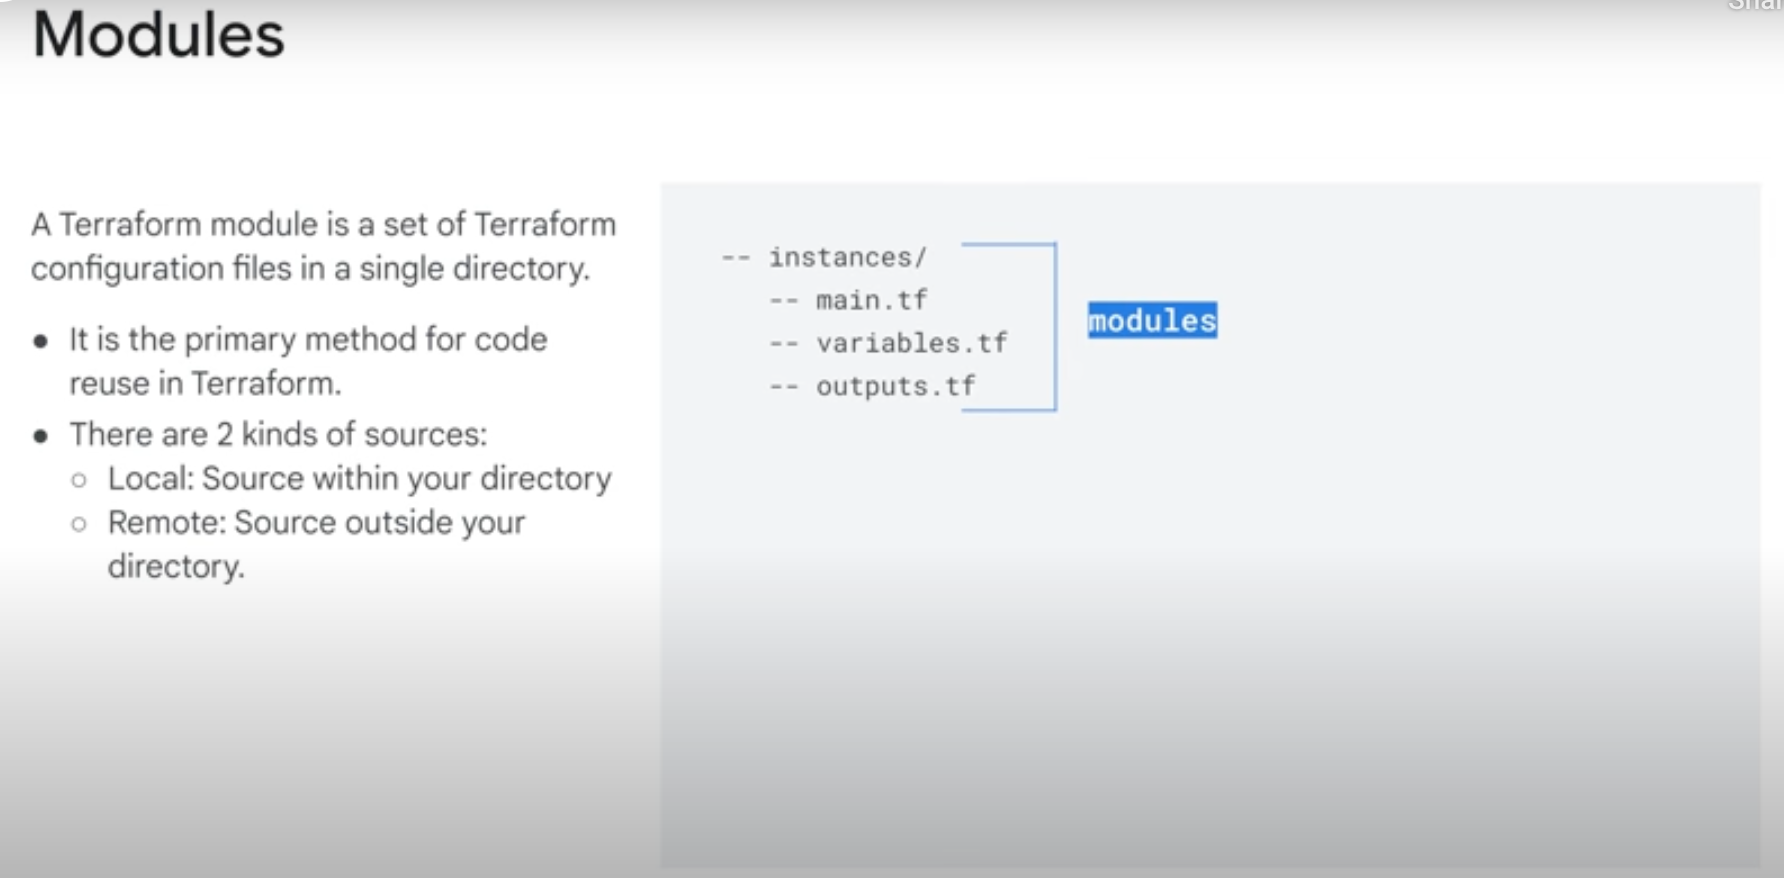 Modules
A Terraform module is a set of Terraform
configuration files in a single directory.
● It is the primary method for code
reuse in Terraform.
● There are 2 kinds of sources:
○ Local: Source within your directory
○ Remote: Source outside your
directory.
-- instances/
-- main.tf
-- variables.tf
-- outputs.tf
modules